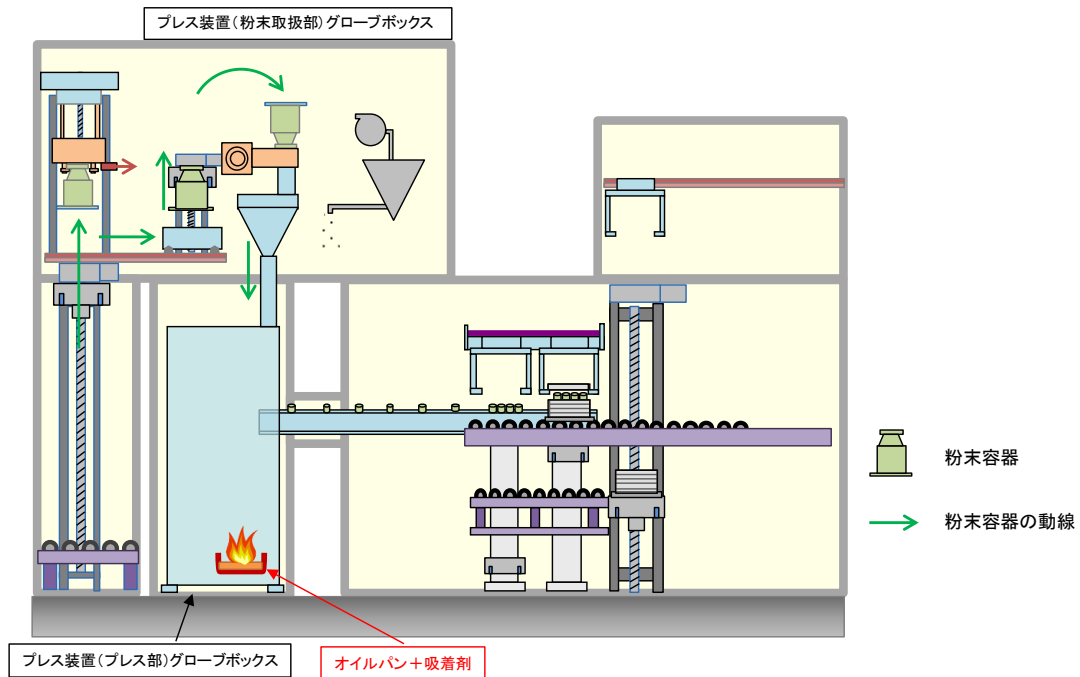 プレス装置（粉末取扱部）グローブボックス
粉末容器
粉末容器の動線
プレス装置（プレス部）グローブボックス
オイルパン＋吸着剤